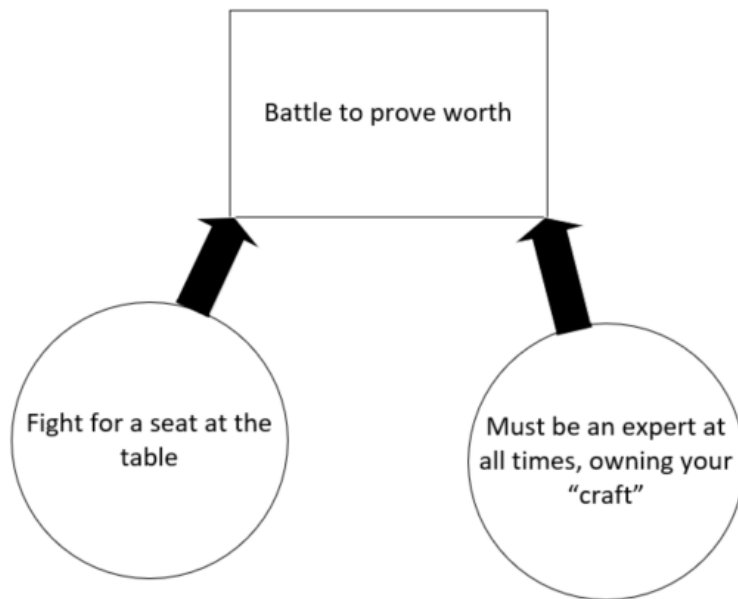 Battle to prove worth
Fight for a seat at the
table
Must be an expert at
all times, owning your
“craft”